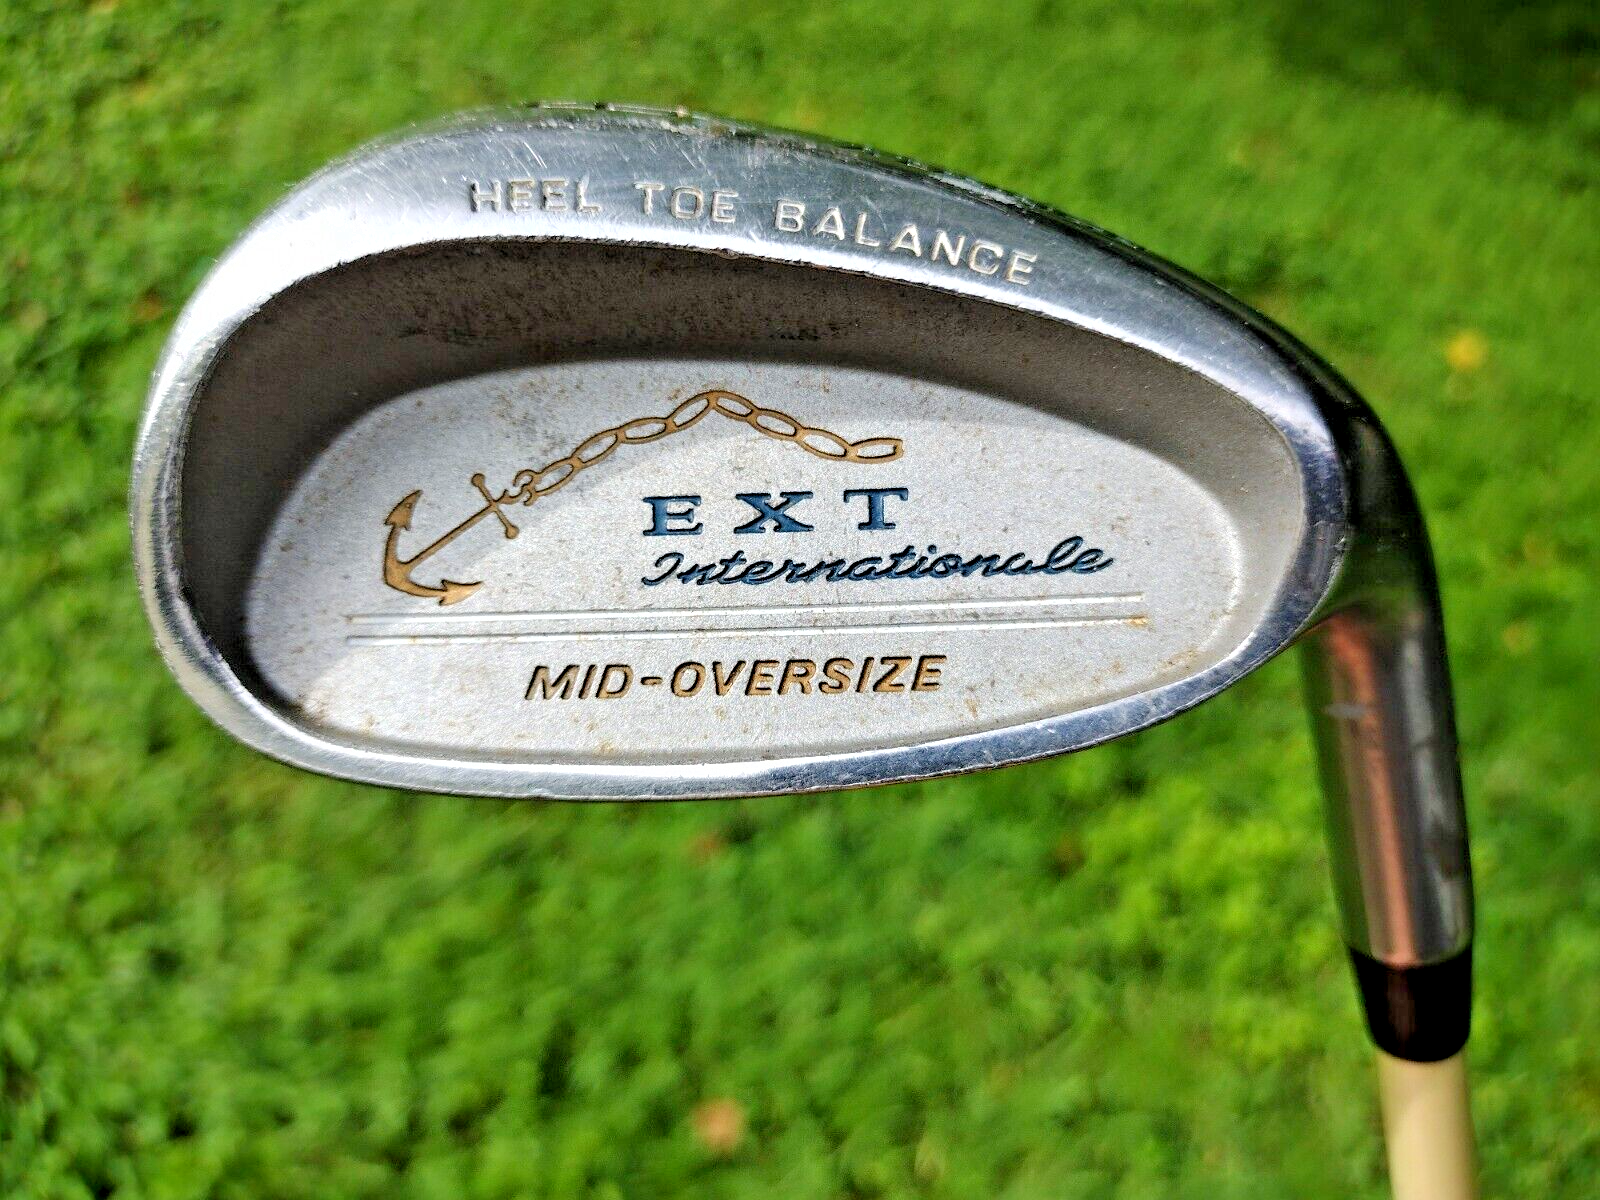 HEEL TOE BALANCE
EXT
Internationale
MID-OVERSIZE